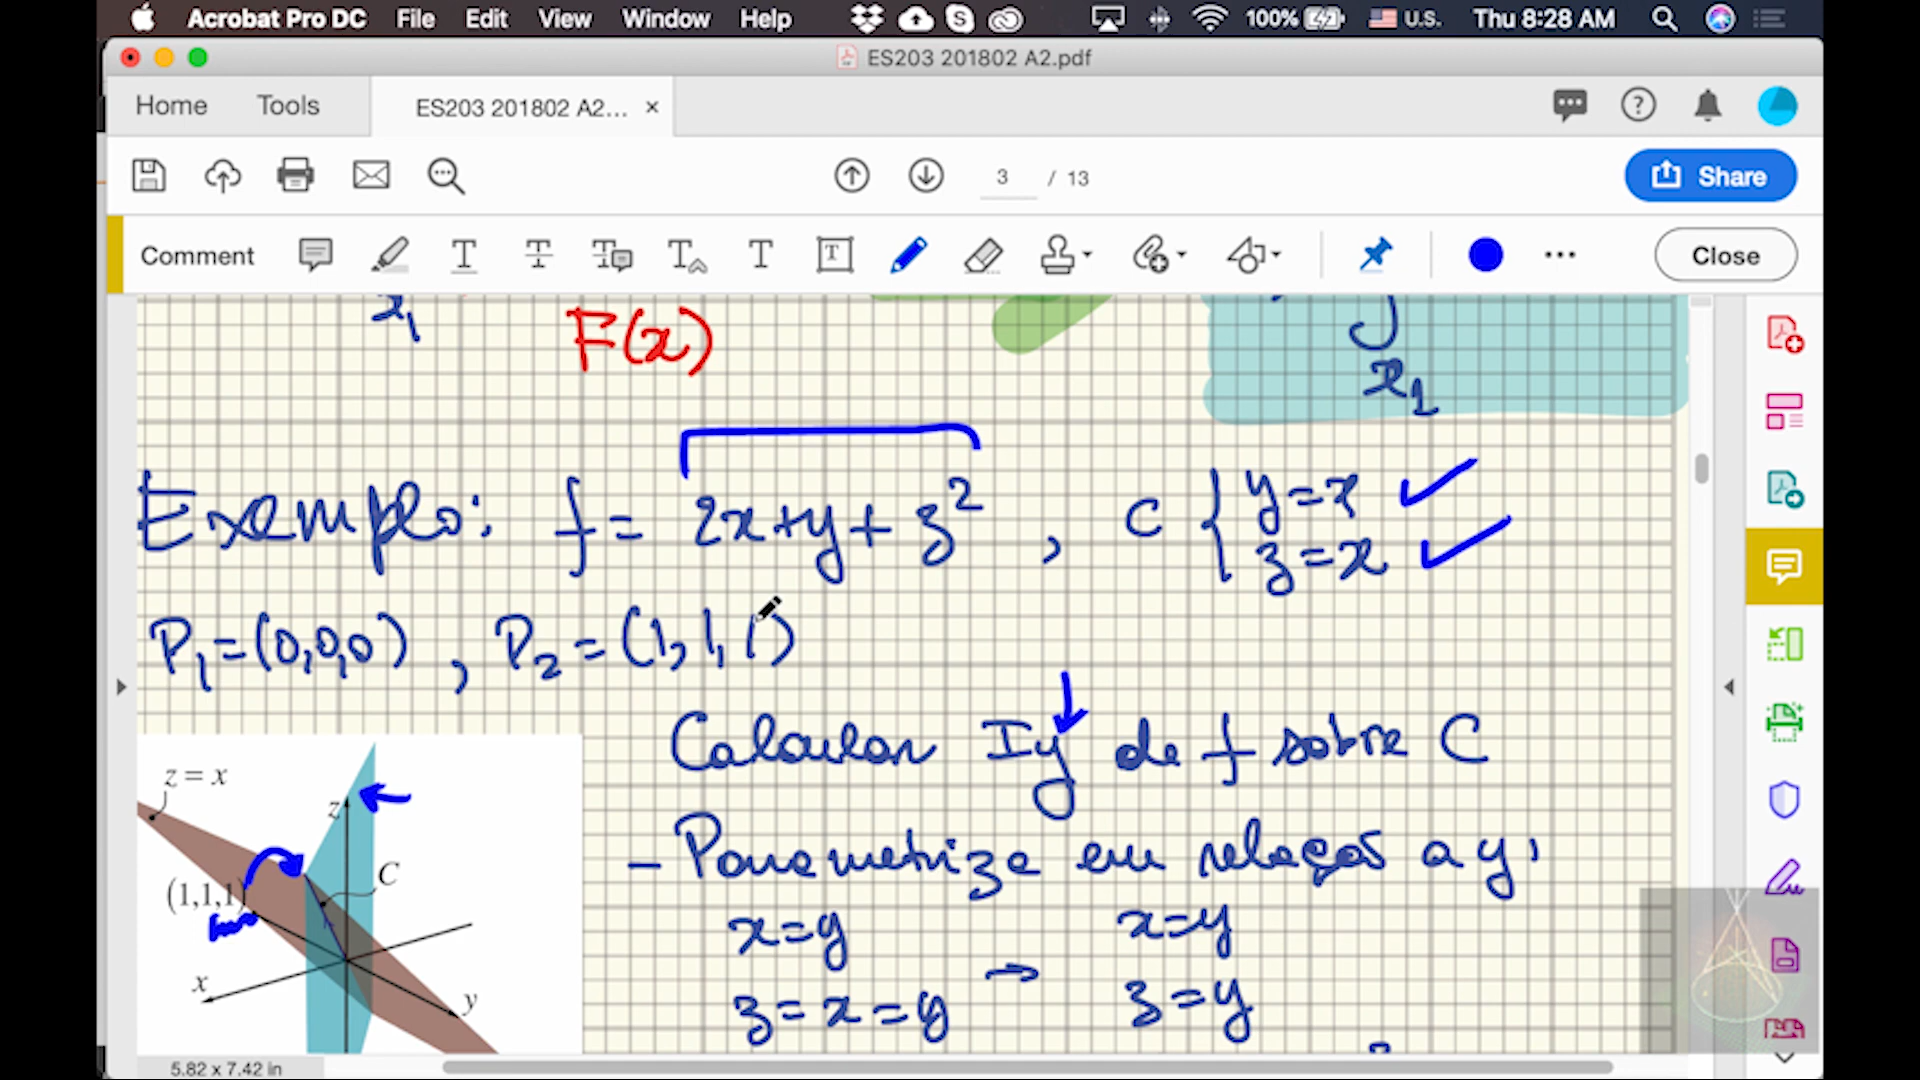 Acrobat Pro DC File Edit View Window Help 100% U.S. Thu 8:28 AM
ES203 201802 A2.pdf
Home Tools ES203 201802 A2... ×
3 / 13 Share
Comment T T T T T Close
x₁
F(x)
x₁
Exemplo: f = 2x+y+z² , C { y=x
z=x
P₁=(0,0,0) , P₂=(1,1,1)
Calcular Iy de f sobre C
- Parametrize em relação a y,
x=y x=y
z=x=y → z=y
z = x
z
C
(1,1,1)
x
y
5.82 x 7.42 in